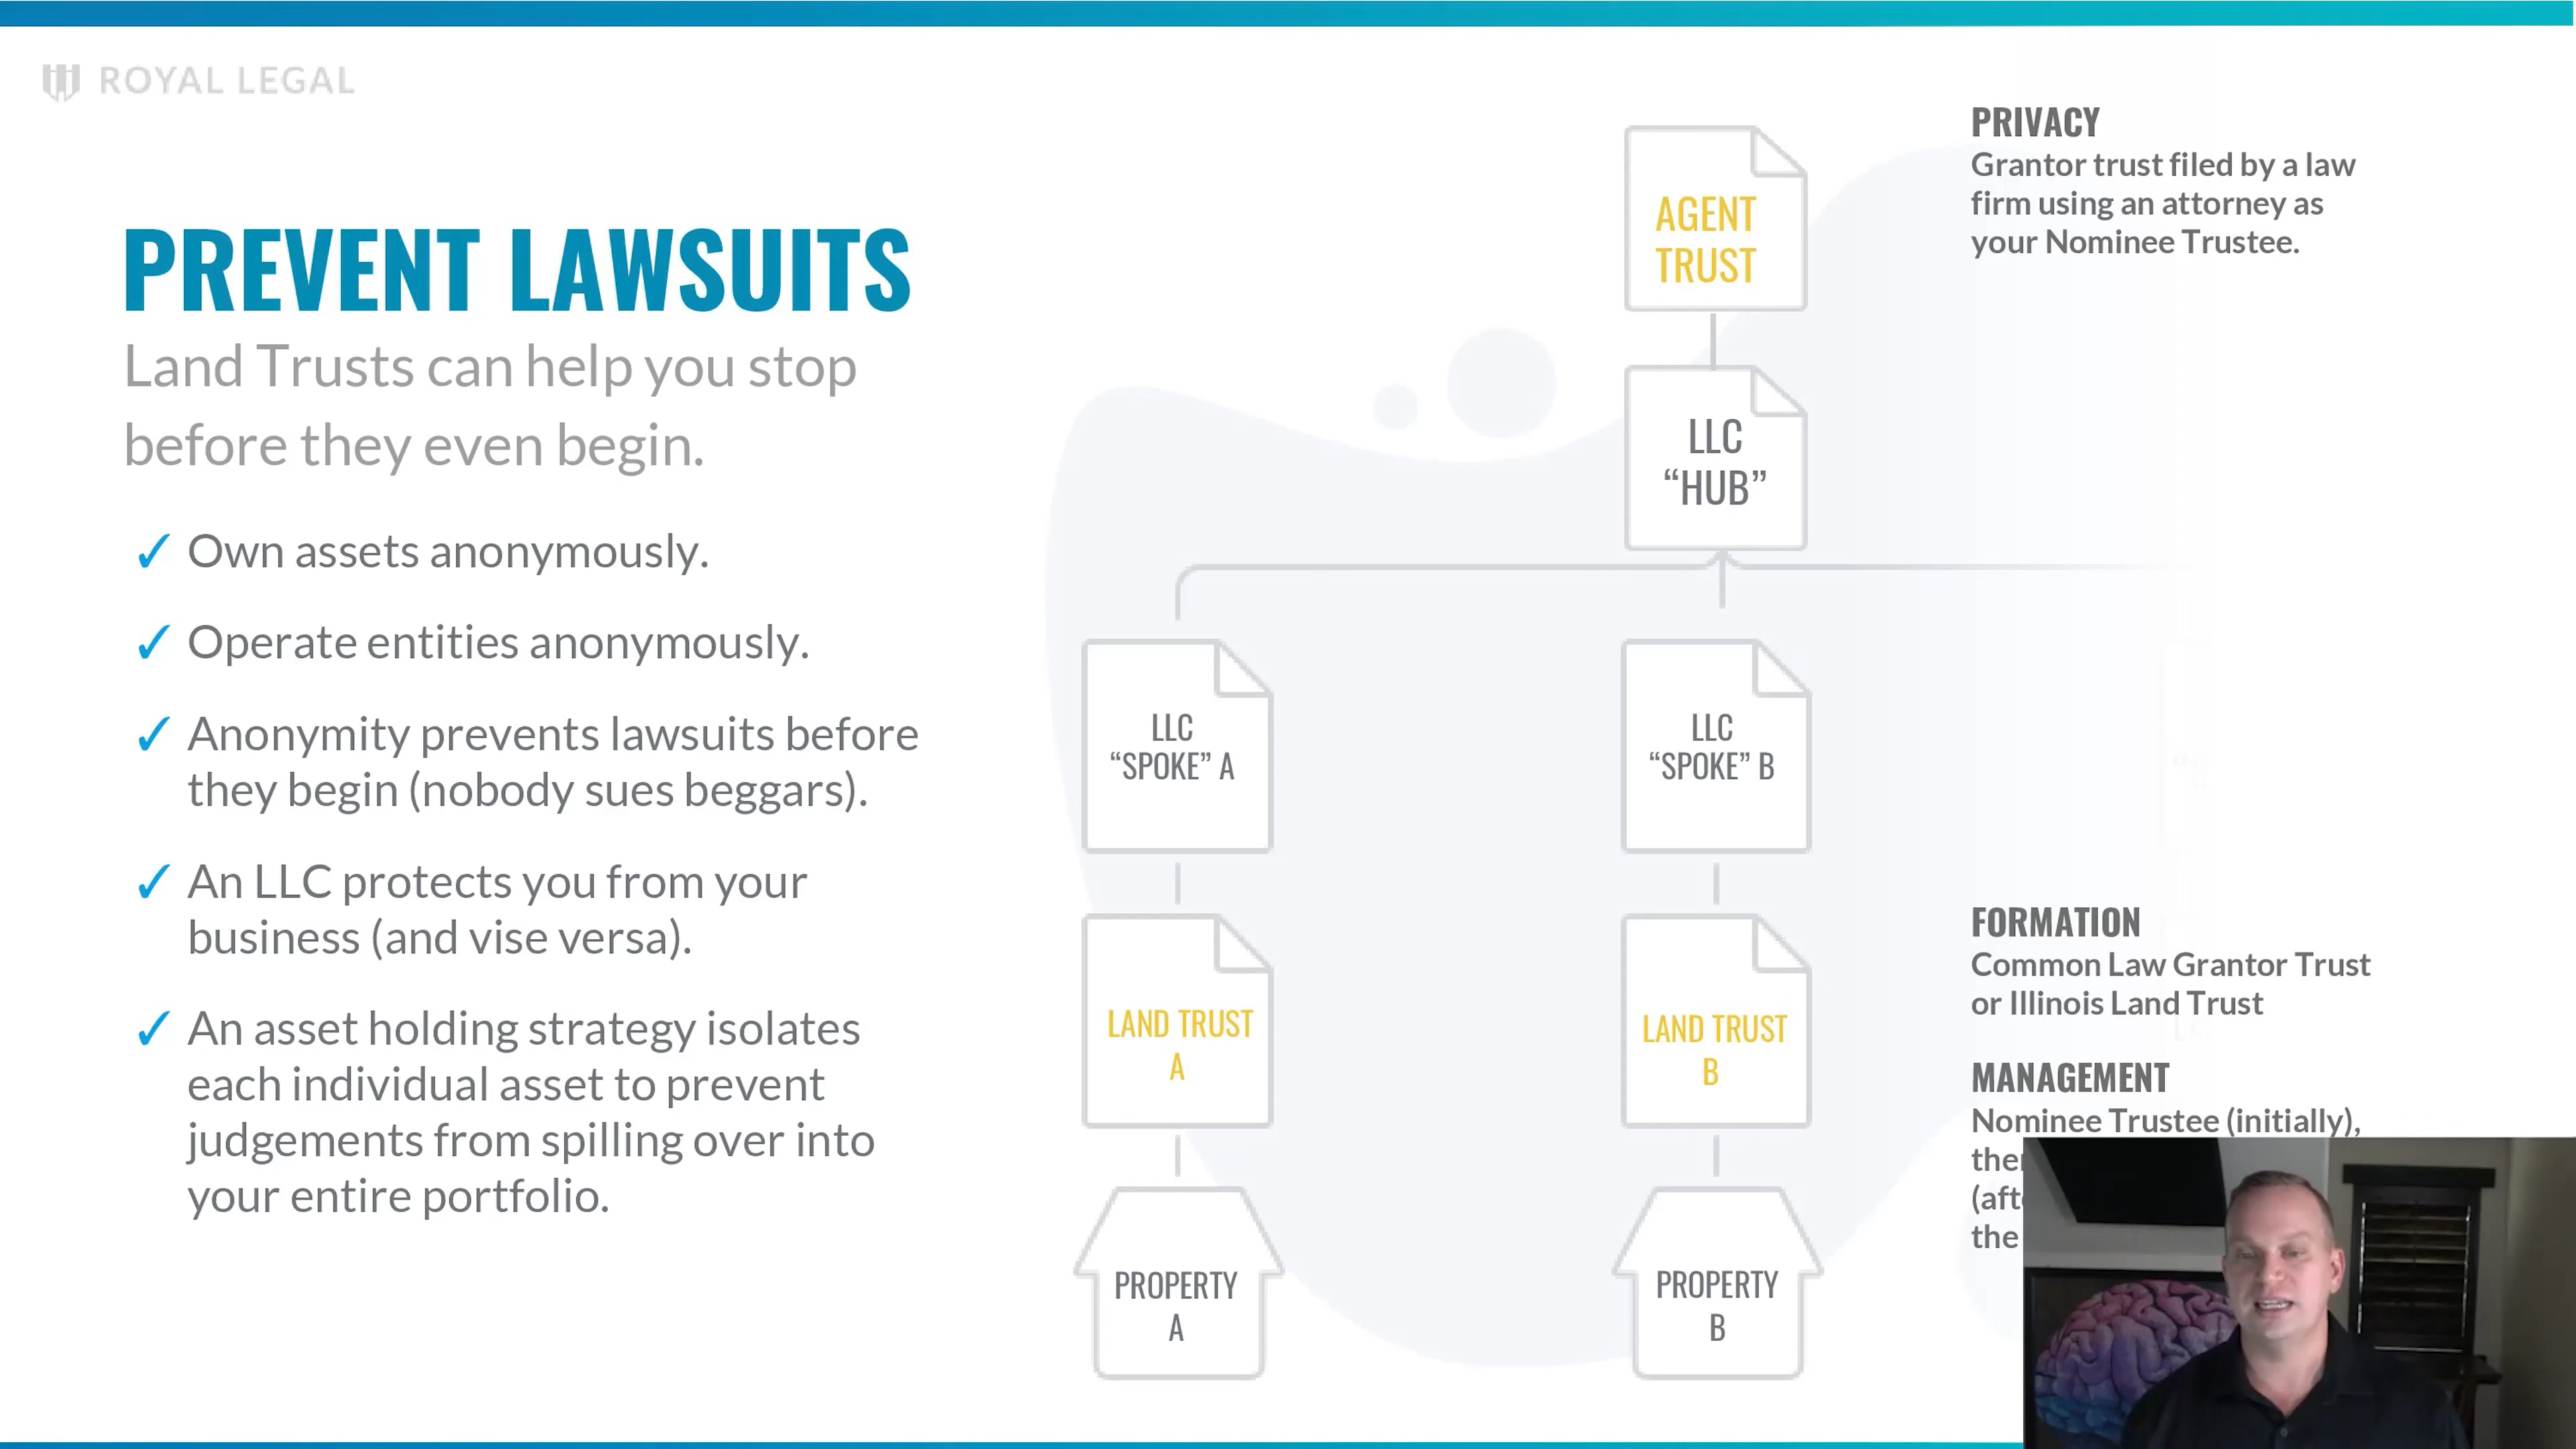 ROYAL LEGAL
PREVENT LAWSUITS
Land Trusts can help you stop
before they even begin.
✓ Own assets anonymously.
✓ Operate entities anonymously.
✓ Anonymity prevents lawsuits before
they begin (nobody sues beggars).
✓ An LLC protects you from your
business (and vise versa).
✓ An asset holding strategy isolates
each individual asset to prevent
judgements from spilling over into
your entire portfolio.
AGENT
TRUST
LLC
“HUB”
LLC
“SPOKE” A
LLC
“SPOKE” B
LAND TRUST
A
LAND TRUST
B
PROPERTY
A
PROPERTY
B
PRIVACY
Grantor trust filed by a law
firm using an attorney as
your Nominee Trustee.
FORMATION
Common Law Grantor Trust
or Illinois Land Trust
MANAGEMENT
Nominee Trustee (initially),
the